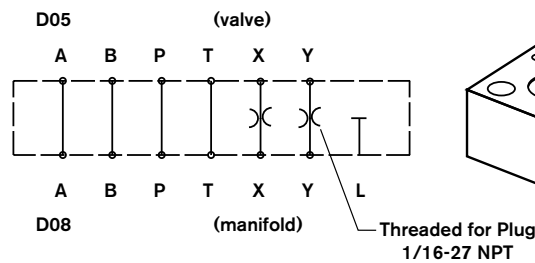 D05 (valve)
A B P T X Y
A B P T X Y L
D08 (manifold)
Threaded for Plug
1/16-27 NPT